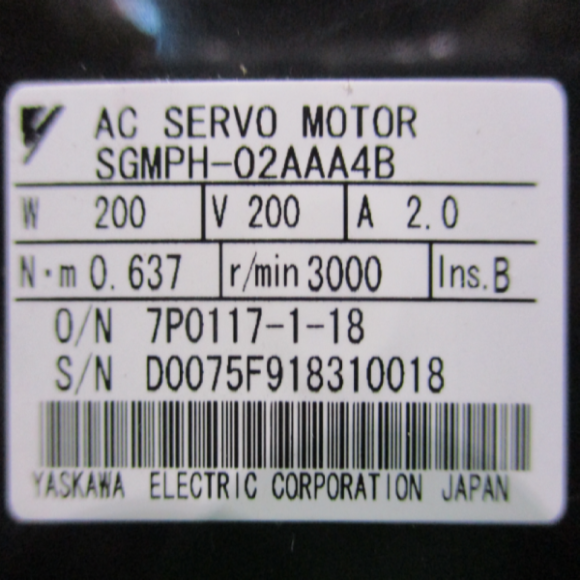 AC SERVO MOTOR
SGMPH-02AAA4B
W 200 V 200 A 2.0
N·m 0.637 r/min 3000 Ins.B
O/N 7P0117-1-18
S/N D0075F918310018
YASKAWA ELECTRIC CORPORATION JAPAN